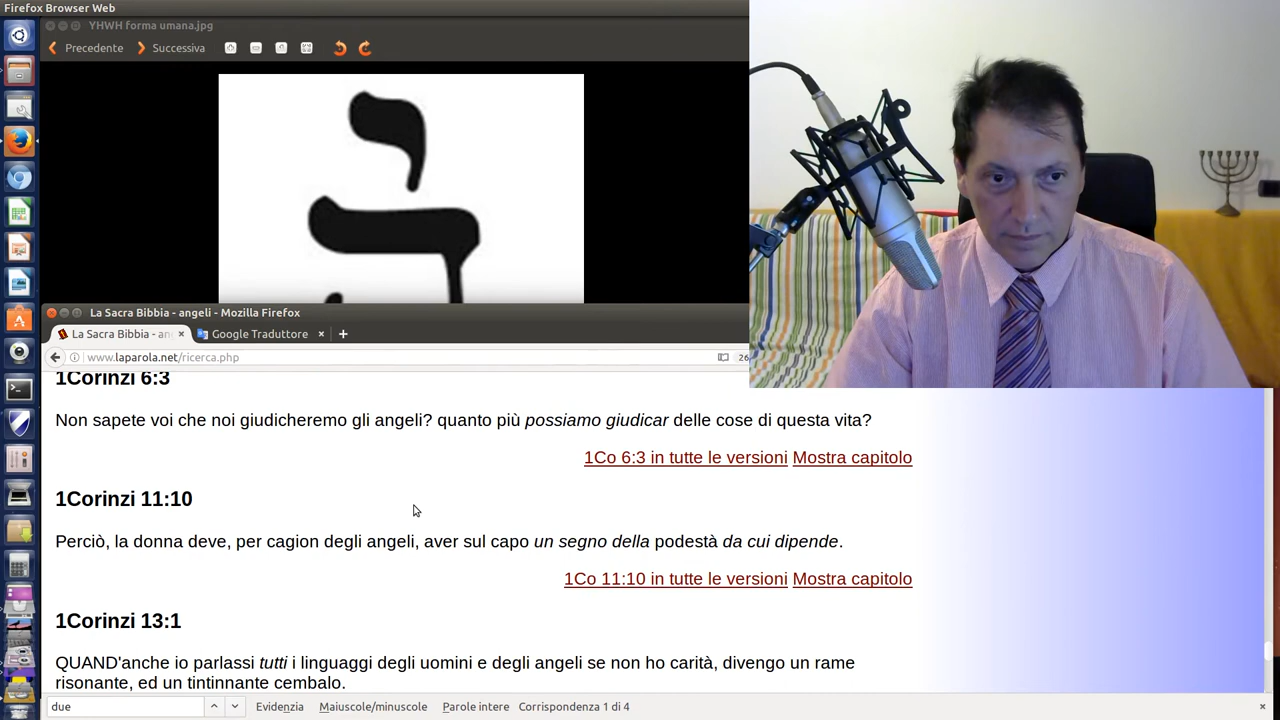 Firefox Browser Web
YHWH forma umana.jpg
Precedente Successiva
י
ה
La Sacra Bibbia - angeli - Mozilla Firefox
La Sacra Bibbia - an Google Traduttore
www.laparola.net/ricerca.php 26
1Corinzi 6:3
Non sapete voi che noi giudicheremo gli angeli? quanto più possiamo giudicar delle cose di questa vita?
1Co 6:3 in tutte le versioni Mostra capitolo
1Corinzi 11:10
Perciò, la donna deve, per cagion degli angeli, aver sul capo un segno della podestà da cui dipende.
1Co 11:10 in tutte le versioni Mostra capitolo
1Corinzi 13:1
QUAND'anche io parlassi tutti i linguaggi degli uomini e degli angeli se non ho carità, divengo un rame
risonante, ed un tintinnante cembalo.
due Evidenzia Maiuscole/minuscole Parole intere Corrispondenza 1 di 4